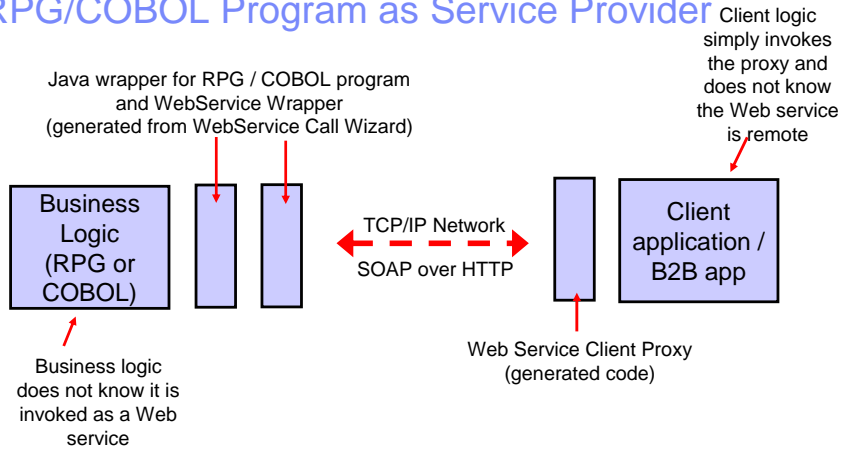 RPG/COBOL Program as Service Provider
Client logic
simply invokes
the proxy and
does not know
the Web service
is remote
Java wrapper for RPG / COBOL program
and WebService Wrapper
(generated from WebService Call Wizard)
Business
Logic
(RPG or
COBOL)
TCP/IP Network
SOAP over HTTP
Client
application /
B2B app
Web Service Client Proxy
(generated code)
Business logic
does not know it is
invoked as a Web
service